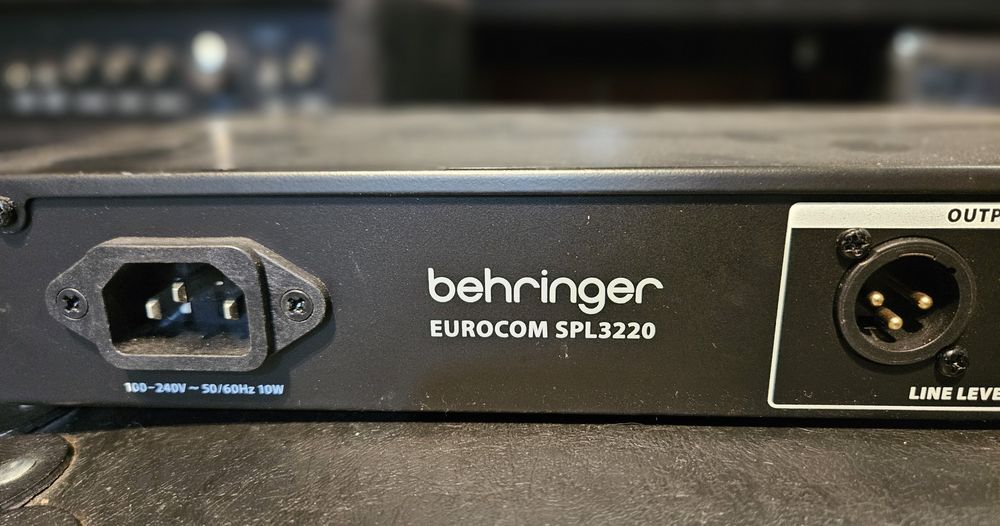 behringer
EUROCOM SPL3220
100-240V ~ 50/60Hz 10W
OUTP
LINE LEVE